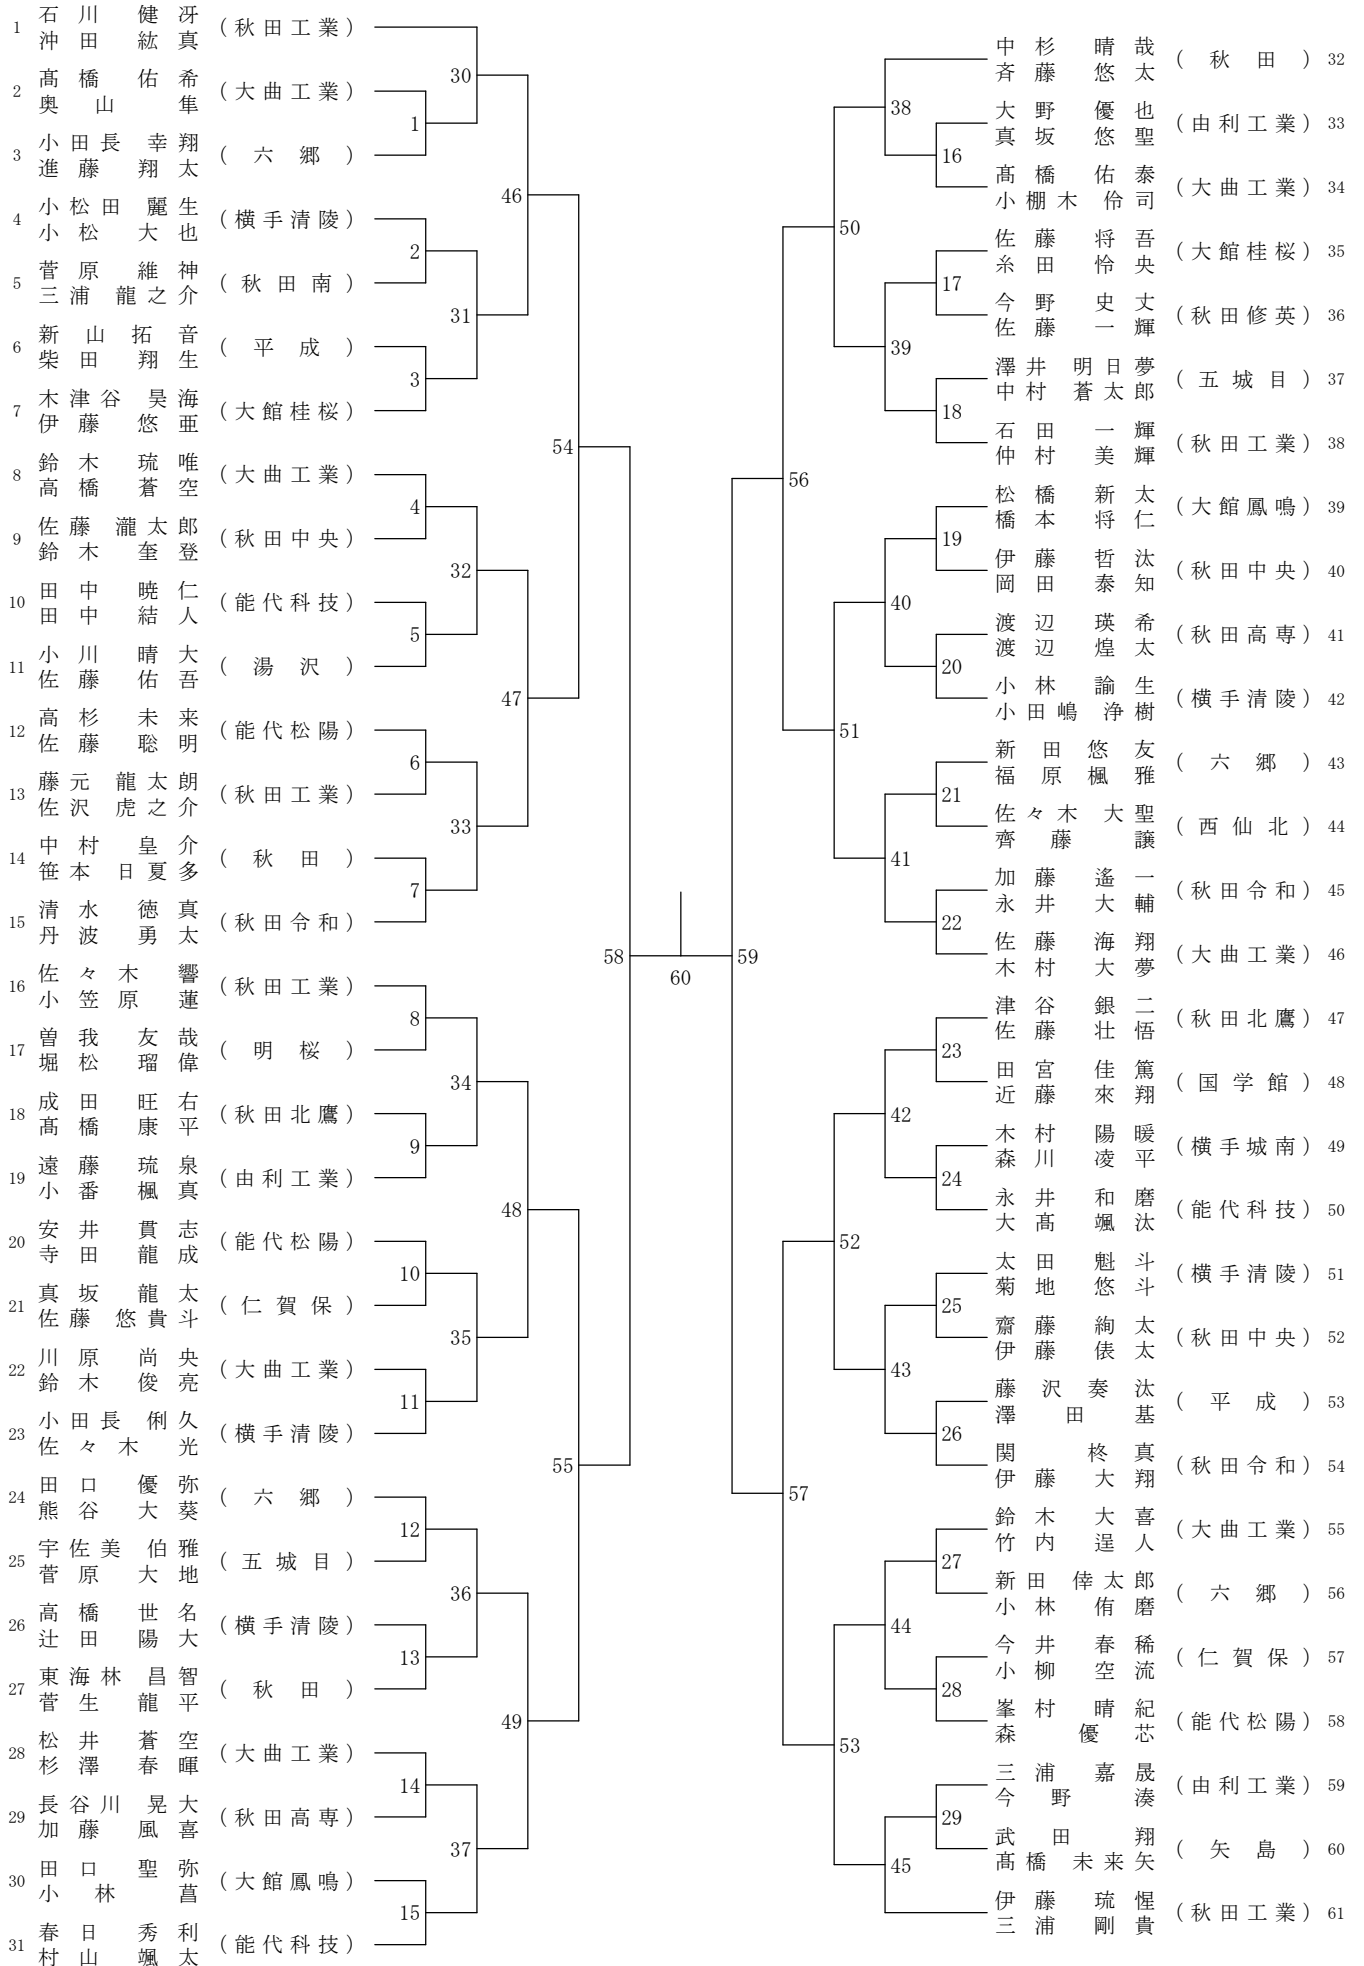 1 石川 健冴 (秋田工業)
沖田 紘真
2 髙橋 佑希 (大曲工業)
奥山 隼
3 小田長 幸翔 (六郷)
進藤 翔太
4 小松田 麗生 (横手清陵)
小松 大也
5 菅原 維神 (秋田南)
三浦 龍之介
6 新山 拓音 (平成)
柴田 翔生
7 木津谷 昊海 (大館桂桜)
伊藤 悠亜
8 鈴木 琉唯 (大曲工業)
高橋 蒼空
9 佐藤 瀧太郎 (秋田中央)
鈴木 奎登
10 田中 暁仁 (能代科技)
田中 結人
11 小川 晴大 (湯沢)
佐藤 佑吾
12 高杉 未来 (能代松陽)
佐藤 聡明
13 藤元 龍太朗 (秋田工業)
佐沢 虎之介
14 中村 皇介 (秋田)
笹本 日夏多
15 清水 徳真 (秋田令和)
丹波 勇太
16 佐々木 響 (秋田工業)
小笠原 蓮
17 曽我 友哉 (明桜)
堀松 瑠偉
18 成田 旺右 (秋田北鷹)
髙橋 康平
19 遠藤 琉泉 (由利工業)
小番 楓真
20 安井 貫志 (能代松陽)
寺田 龍成
21 真坂 龍太 (仁賀保)
佐藤 悠貴斗
22 川原 尚央 (大曲工業)
鈴木 俊亮
23 小田長 俐久 (横手清陵)
佐々木 光
24 田口 優弥 (六郷)
熊谷 大葵
25 宇佐美 伯雅 (五城目)
菅原 大地
26 高橋 世名 (横手清陵)
辻田 陽大
27 東海林 昌智 (秋田)
菅生 龍平
28 松井 蒼空 (大曲工業)
杉澤 春暉
29 長谷川 晃大 (秋田高専)
加藤 風喜
30 田口 聖弥 (大館鳳鳴)
小林 菖
31 春日 秀利 (能代科技)
村山 颯太
1
2
3
4
5
6
7
8
9
10
11
12
13
14
15
30
31
32
33
34
35
36
37
46
47
48
49
54
55
58
60
59
56
57
50
51
52
53
38
39
40
41
42
43
44
45
16
17
18
19
20
21
22
23
24
25
26
27
28
29
中杉 晴哉 (秋田) 32
斉藤 悠太
大野 優也 (由利工業) 33
真坂 悠聖
髙橋 佑泰 (大曲工業) 34
小棚木 伶司
佐藤 将吾 (大館桂桜) 35
糸田 怜央
今野 史丈 (秋田修英) 36
佐藤 一輝
澤井 明日夢 (五城目) 37
中村 蒼太郎
石田 一輝 (秋田工業) 38
仲村 美輝
松橋 新太 (大館鳳鳴) 39
橋本 将仁
伊藤 哲汰 (秋田中央) 40
岡田 泰知
渡辺 瑛希 (秋田高専) 41
渡辺 煌太
小林 諭生 (横手清陵) 42
小田嶋 浄樹
新田 悠友 (六郷) 43
福原 楓雅
佐々木 大聖 (西仙北) 44
齊藤 譲
加藤 遙一 (秋田令和) 45
永井 大輔
佐藤 海翔 (大曲工業) 46
木村 大夢
津谷 銀二 (秋田北鷹) 47
佐藤 壮悟
田宮 佳篤 (国学館) 48
近藤 來翔
木村 陽暖 (横手城南) 49
森川 凌平
永井 和磨 (能代科技) 50
大髙 颯汰
太田 魁斗 (横手清陵) 51
菊地 悠斗
齋藤 絢太 (秋田中央) 52
伊藤 俵太
藤沢 奏汰 (平成) 53
澤田 基
関 柊真 (秋田令和) 54
伊藤 大翔
鈴木 大喜 (大曲工業) 55
竹内 逞人
新田 倖太郎 (六郷) 56
小林 侑磨
今井 春稀 (仁賀保) 57
小柳 空流
峯村 晴紀 (能代松陽) 58
森 優芯
三浦 嘉晟 (由利工業) 59
今野 湊
武田 翔 (矢島) 60
髙橋 未来矢
伊藤 琉惺 (秋田工業) 61
三浦 剛貴